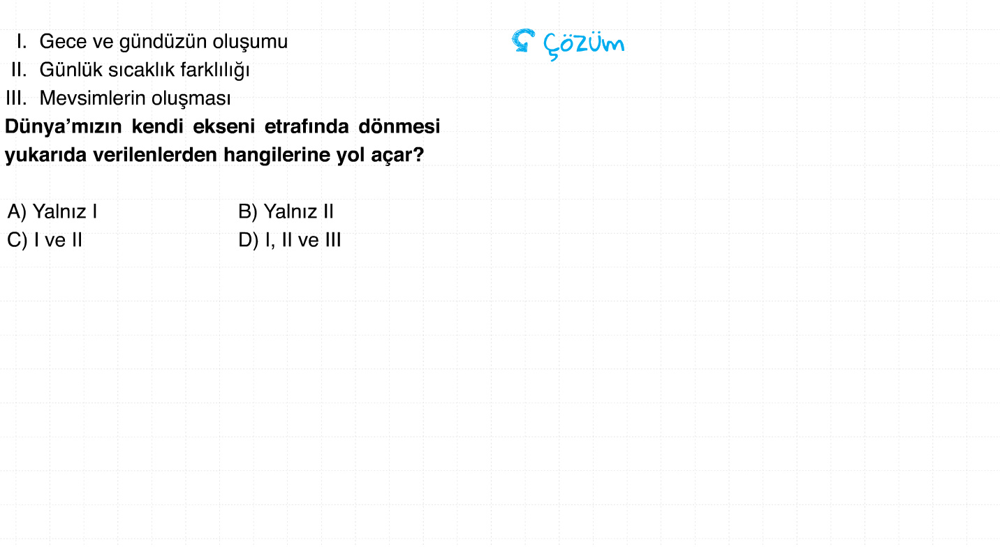 I. Gece ve gündüzün oluşumu
II. Günlük sıcaklık farklılığı
III. Mevsimlerin oluşması
Dünya’mızın kendi ekseni etrafında dönmesi
yukarıda verilenlerden hangilerine yol açar?
A) Yalnız I B) Yalnız II
C) I ve II D) I, II ve III
Çözüm